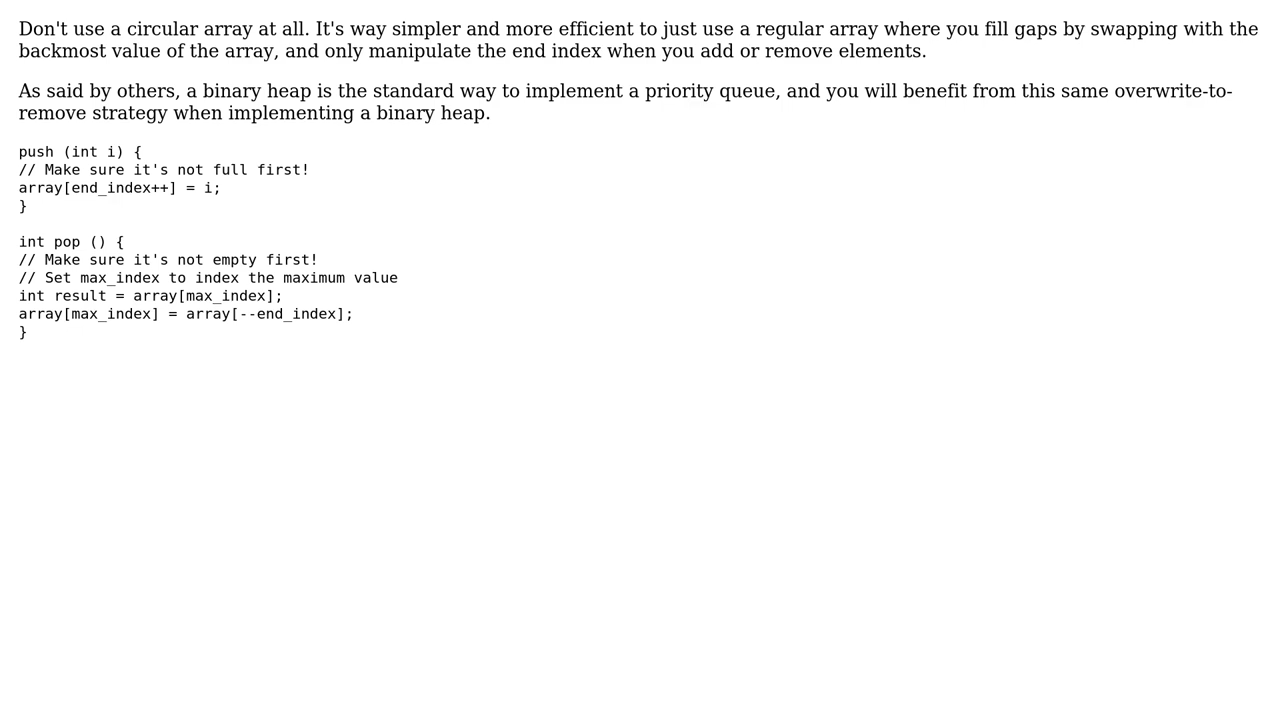 Don't use a circular array at all. It's way simpler and more efficient to just use a regular array where you fill gaps by swapping with the
backmost value of the array, and only manipulate the end index when you add or remove elements.
As said by others, a binary heap is the standard way to implement a priority queue, and you will benefit from this same overwrite-to-
remove strategy when implementing a binary heap.
push (int i) {
// Make sure it's not full first!
array[end_index++] = i;
}
int pop () {
// Make sure it's not empty first!
// Set max_index to index the maximum value
int result = array[max_index];
array[max_index] = array[--end_index];
}